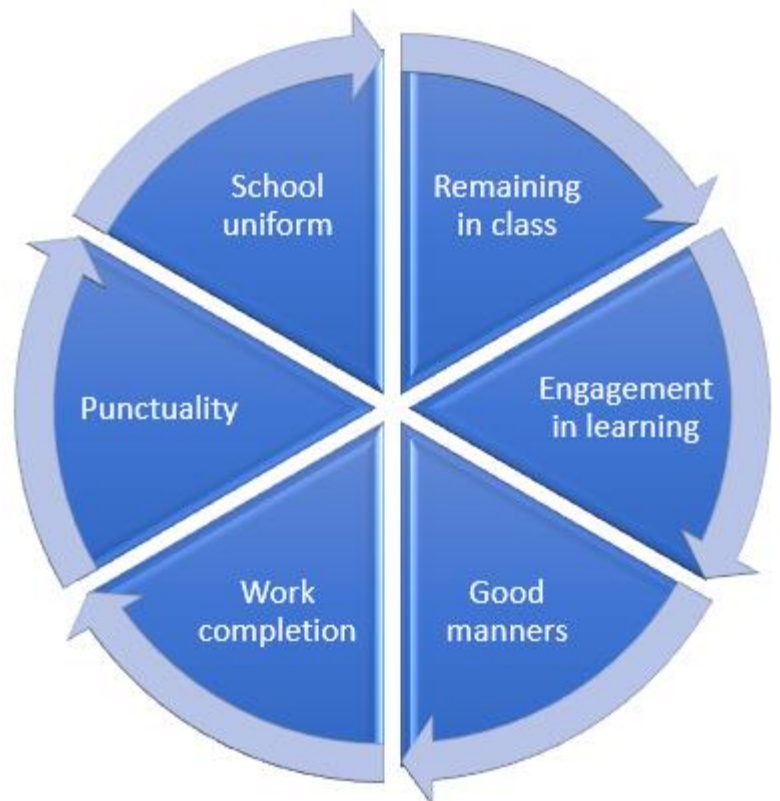 School
uniform
Remaining
in class
Engagement
in learning
Good
manners
Work
completion
Punctuality